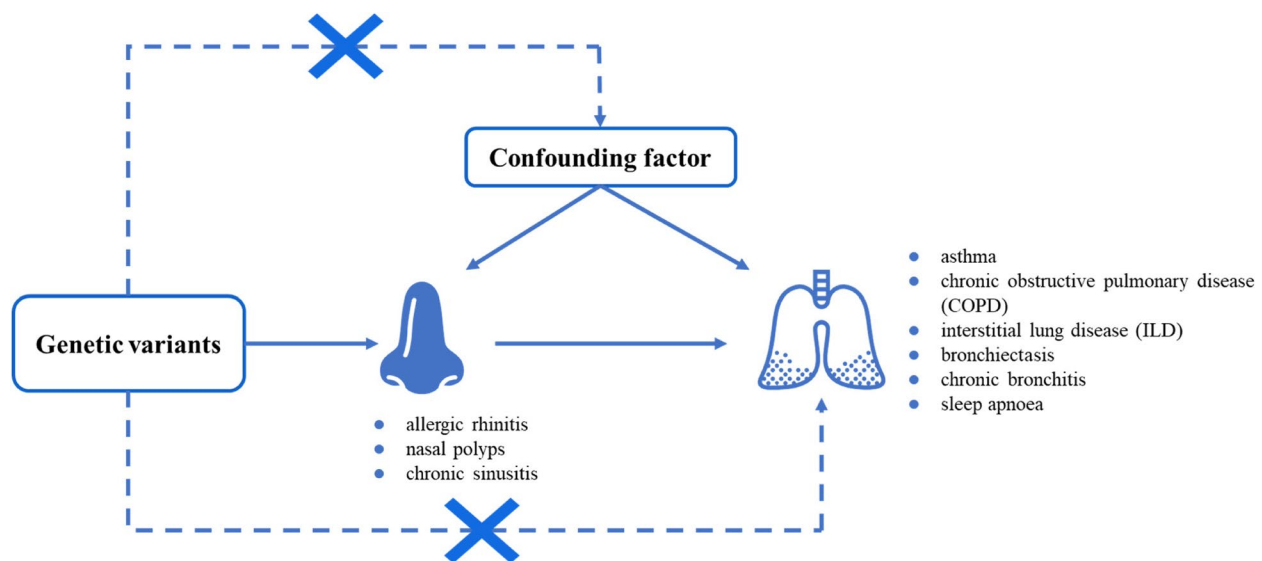 Confounding factor
Genetic variants
allergic rhinitis
nasal polyps
chronic sinusitis
asthma
chronic obstructive pulmonary disease
(COPD)
interstitial lung disease (ILD)
bronchiectasis
chronic bronchitis
sleep apnoea